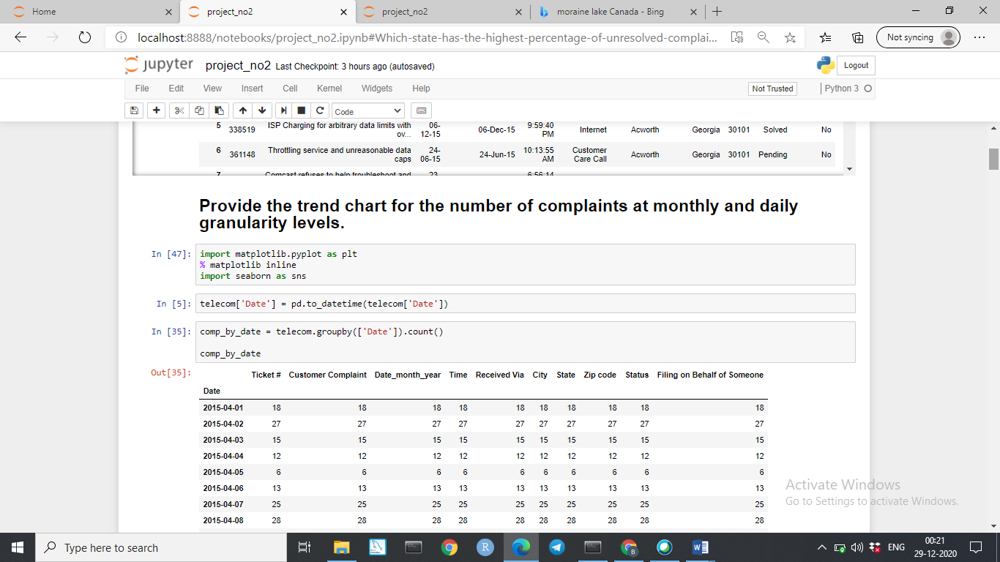 Home
project_no2
project_no2
moraine lake Canada - Bing
localhost:8888/notebooks/project_no2.ipynb#Which-state-has-the-highest-percentage-of-unresolved-complai...
Not syncing
jupyter project_no2 Last Checkpoint: 3 hours ago (autosaved)
Logout
File Edit View Insert Cell Kernel Widgets Help
Not Trusted
Python 3
Code
5 338519 ISP Charging for arbitrary data limits with ov... 06-12-15 06-Dec-15 9:59:40 PM Internet Acworth Georgia 30101 Solved No
6 361148 Throttling service and unreasonable data caps 24-06-15 24-Jun-15 10:13:55 AM Customer Care Call Acworth Georgia 30101 Pending No
7 Comcast refuses to help troubleshoot and 23- 6:56:14
Provide the trend chart for the number of complaints at monthly and daily
granularity levels.
In [47]: import matplotlib.pyplot as plt
% matplotlib inline
import seaborn as sns
In [5]: telecom['Date'] = pd.to_datetime(telecom['Date'])
In [35]: comp_by_date = telecom.groupby(['Date']).count()
comp_by_date
Out[35]:
Ticket # Customer Complaint Date_month_year Time Received Via City State Zip code Status Filing on Behalf of Someone
Date
2015-04-01 18 18 18 18 18 18 18 18 18 18
2015-04-02 27 27 27 27 27 27 27 27 27 27
2015-04-03 15 15 15 15 15 15 15 15 15 15
2015-04-04 12 12 12 12 12 12 12 12 12 12
2015-04-05 6 6 6 6 6 6 6 6 6 6
2015-04-06 13 13 13 13 13 13 13 13 13 13
2015-04-07 25 25 25 25 25 25 25 25 25 25
2015-04-08 28 28 28 28 28 28 28 28 28 28
Activate Windows
Go to Settings to activate Windows.
Type here to search
R
B
ENG
00:21
29-12-2020